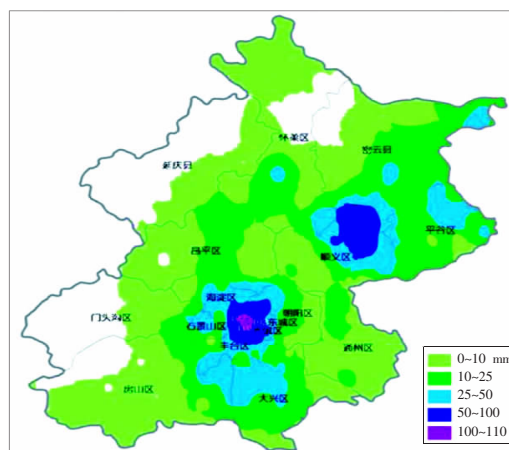 怀柔区
延庆县
密云县
平谷区
顺义区
昌平区
海淀区
门头沟区
石景山区
朝阳区
东城区
丰台区
通州区
房山区
大兴区
0~10 mm
10~25
25~50
50~100
100~110